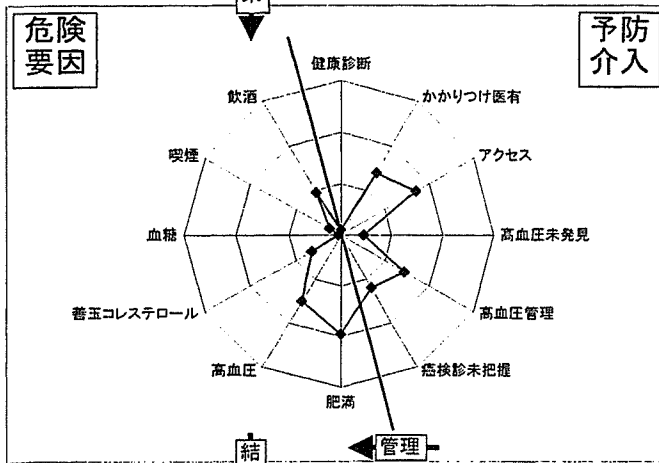 危険
要因
予防
介入
健康診断
飲酒
かかりつけ医有
喫煙
アクセス
血糖
高血圧未発見
善玉コレステロール
高血圧管理
高血圧
癌検診未把握
肥満
結
管理